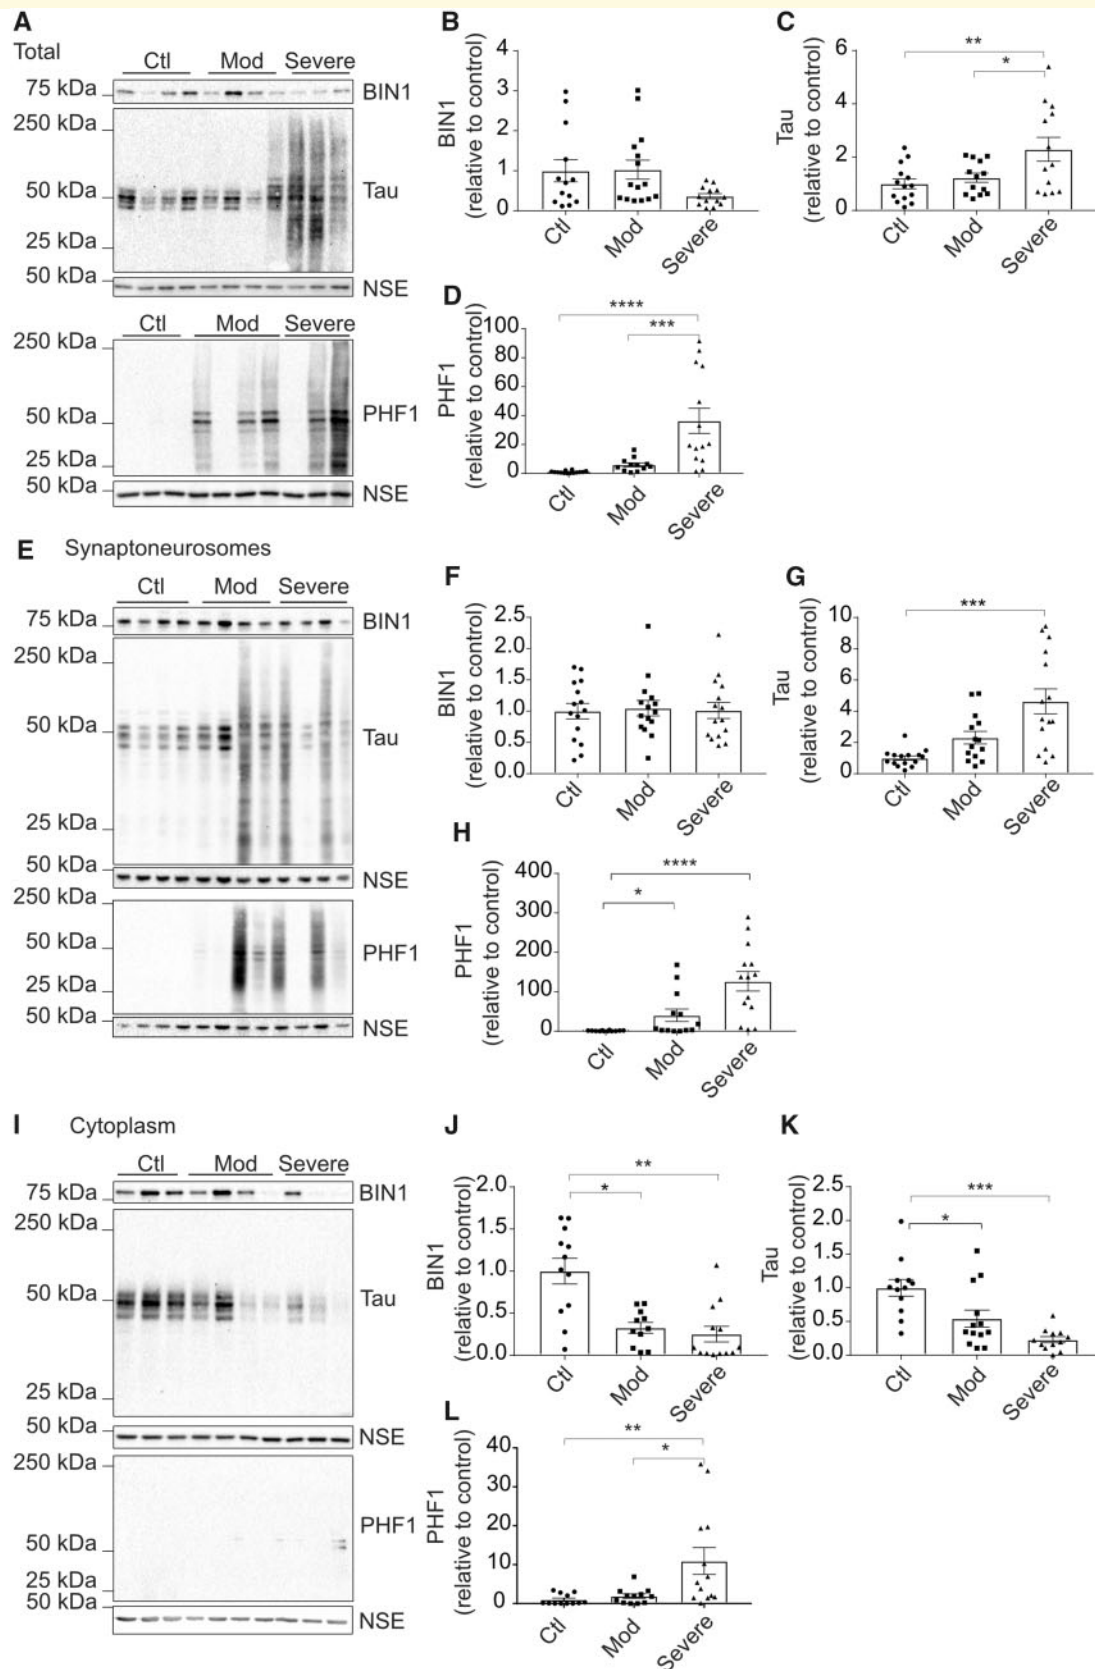 A
Total
Ctl Mod Severe
75 kDa BIN1
250 kDa
50 kDa Tau
25 kDa
50 kDa NSE
Ctl Mod Severe
250 kDa
50 kDa PHF1
25 kDa
50 kDa NSE
B
BIN1
(relative to control)
4
3
2
1
0
Ctl Mod Severe
C
Tau
(relative to control)
6
4
2
0
**
*
Ctl Mod Severe
D
PHF1
(relative to control)
100
80
60
40
20
0
****
***
Ctl Mod Severe
E Synaptoneurosomes
Ctl Mod Severe
75 kDa BIN1
250 kDa
50 kDa Tau
25 kDa
50 kDa NSE
250 kDa
50 kDa PHF1
25 kDa
50 kDa NSE
F
BIN1
(relative to control)
2.5
2.0
1.5
1.0
0.5
0.0
Ctl Mod Severe
G
Tau
(relative to control)
10
8
6
4
2
0
***
Ctl Mod Severe
H
PHF1
(relative to control)
400
300
200
100
0
****
*
Ctl Mod Severe
I Cytoplasm
Ctl Mod Severe
75 kDa BIN1
250 kDa
50 kDa Tau
25 kDa
50 kDa NSE
250 kDa
PHF1
50 kDa
25 kDa
50 kDa NSE
J
BIN1
(relative to control)
2.0
1.5
1.0
0.5
0.0
**
*
Ctl Mod Severe
K
Tau
(relative to control)
2.5
2.0
1.5
1.0
0.5
0.0
***
*
Ctl Mod Severe
L
PHF1
(relative to control)
40
30
20
10
0
**
*
Ctl Mod Severe